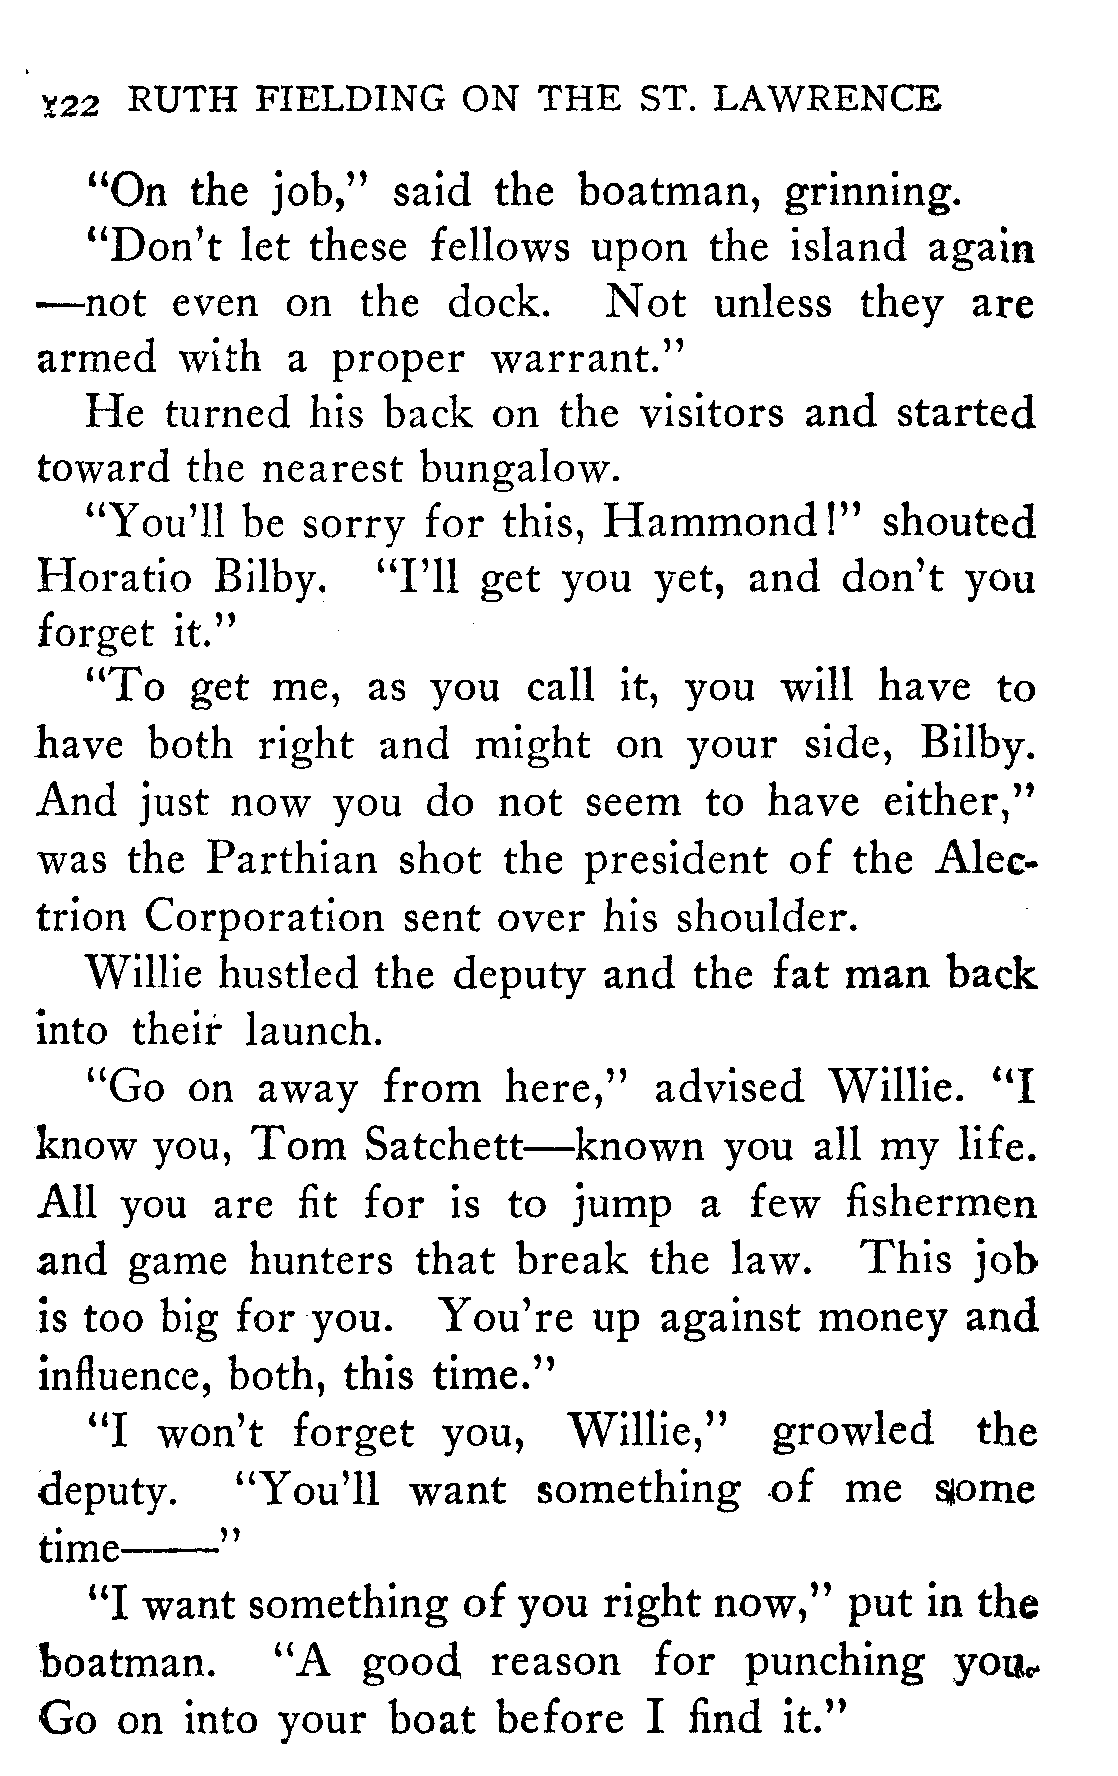 122 RUTH FIELDING ON THE ST. LAWRENCE
“On the job,” said the boatman, grinning.
“Don’t let these fellows upon the island again
—not even on the dock. Not unless they are
armed with a proper warrant.”
He turned his back on the visitors and started
toward the nearest bungalow.
“You’ll be sorry for this, Hammond!” shouted
Horatio Bilby. “I’ll get you yet, and don’t you
forget it.”
“To get me, as you call it, you will have to
have both right and might on your side, Bilby.
And just now you do not seem to have either,”
was the Parthian shot the president of the Alec-
trion Corporation sent over his shoulder.
Willie hustled the deputy and the fat man back
into their launch.
“Go on away from here,” advised Willie. “I
know you, Tom Satchett—known you all my life.
All you are fit for is to jump a few fishermen
and game hunters that break the law. This job
is too big for you. You’re up against money and
influence, both, this time.”
“I won’t forget you, Willie,” growled the
deputy. “You’ll want something of me some
time——”
“I want something of you right now,” put in the
boatman. “A good reason for punching you.
Go on into your boat before I find it.”